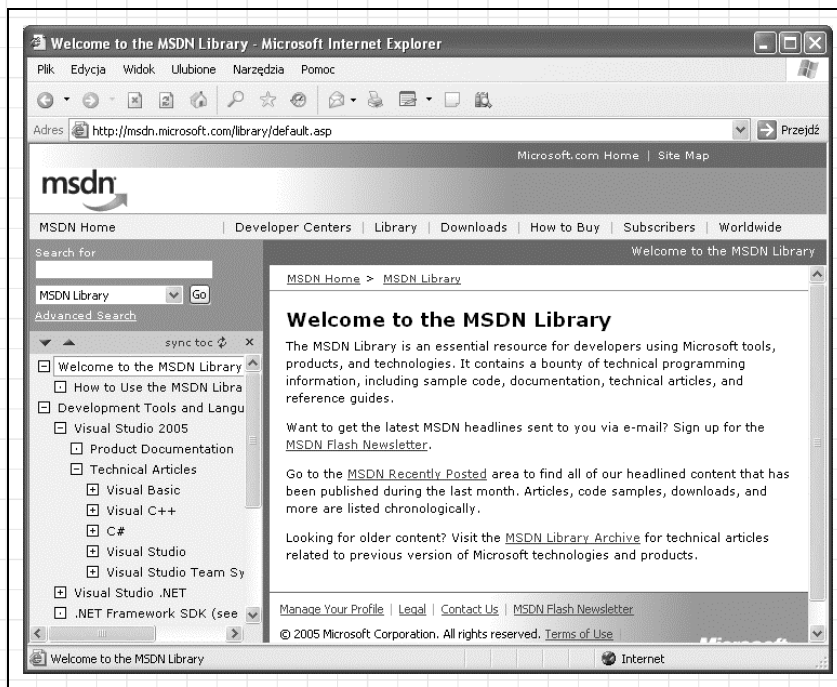 Welcome to the MSDN Library - Microsoft Internet Explorer
Plik Edycja Widok Ulubione Narzędzia Pomoc
Adres http://msdn.microsoft.com/library/default.asp Przejdź
Microsoft.com Home | Site Map
msdn
MSDN Home | Developer Centers | Library | Downloads | How to Buy | Subscribers | Worldwide
Welcome to the MSDN Library
Search for
MSDN Library Go
Advanced Search
sync toc
Welcome to the MSDN Library
How to Use the MSDN Libra
Development Tools and Langu
Visual Studio 2005
Product Documentation
Technical Articles
Visual Basic
Visual C++
C#
Visual Studio
Visual Studio Team Sy
Visual Studio .NET
.NET Framework SDK (see
MSDN Home > MSDN Library
Welcome to the MSDN Library
The MSDN Library is an essential resource for developers using Microsoft tools,
products, and technologies. It contains a bounty of technical programming
information, including sample code, documentation, technical articles, and
reference guides.
Want to get the latest MSDN headlines sent to you via e-mail? Sign up for the
MSDN Flash Newsletter.
Go to the MSDN Recently Posted area to find all of our headlined content that has
been published during the last month. Articles, code samples, downloads, and
more are listed chronologically.
Looking for older content? Visit the MSDN Library Archive for technical articles
related to previous version of Microsoft technologies and products.
Manage Your Profile | Legal | Contact Us | MSDN Flash Newsletter
© 2005 Microsoft Corporation. All rights reserved. Terms of Use |
Microsoft
Welcome to the MSDN Library Internet